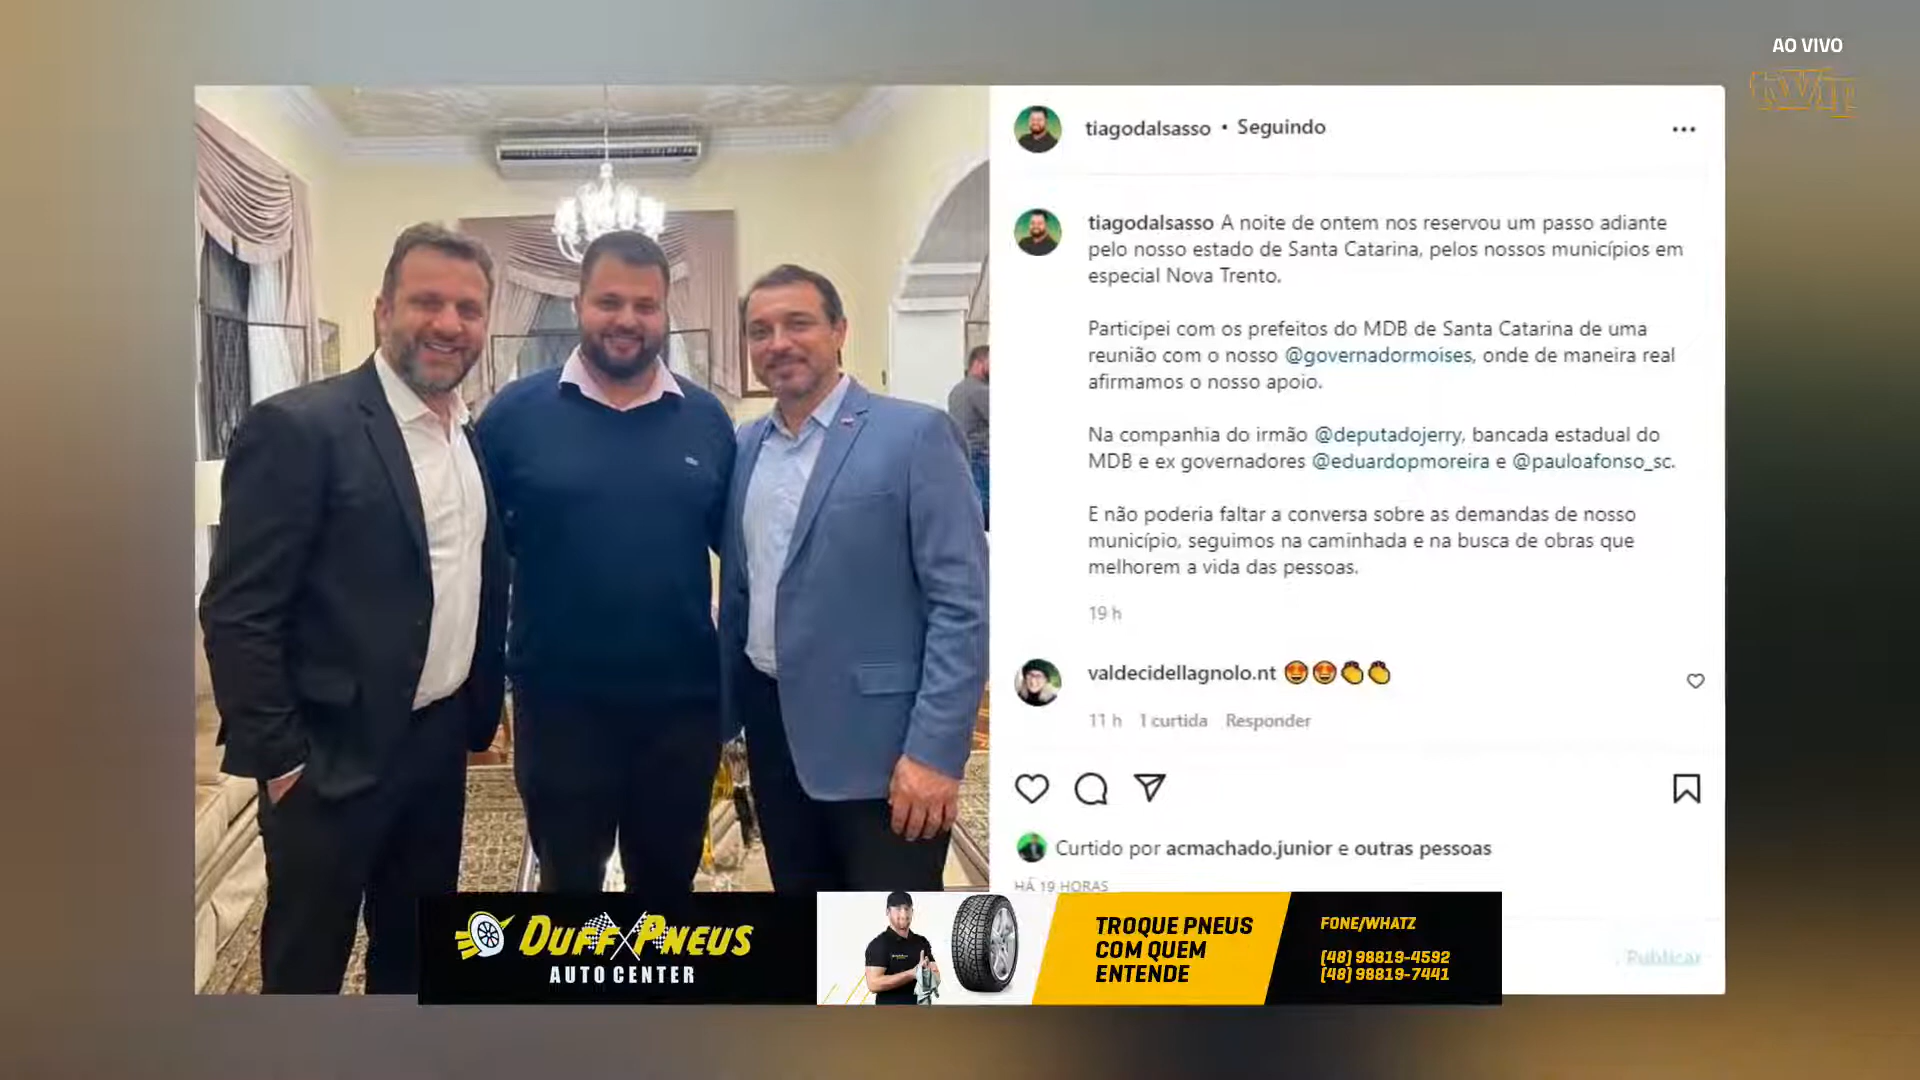 AO VIVO
tiagodalsasso • Seguindo
tiagodalsasso A noite de ontem nos reservou um passo adiante
pelo nosso estado de Santa Catarina, pelos nossos municípios em
especial Nova Trento.
Participei com os prefeitos do MDB de Santa Catarina de uma
reunião com o nosso @governadormoises, onde de maneira real
afirmamos o nosso apoio.
Na companhia do irmão @deputadojerry, bancada estadual do
MDB e ex governadores @eduardopmoreira e @pauloafonso_sc.
E não poderia faltar a conversa sobre as demandas de nosso
município, seguimos na caminhada e na busca de obras que
melhorem a vida das pessoas.
19 h
valdecidellagnolo.nt 🤩🤩👏👏
11 h 1 curtida Responder
Curtido por acmachado.junior e outras pessoas
HÁ 19 HORAS
Publicar
DUFF PNEUS
AUTO CENTER
TROQUE PNEUS
COM QUEM
ENTENDE
FONE/WHATZ
(48) 98819-4592
(48) 98819-7441